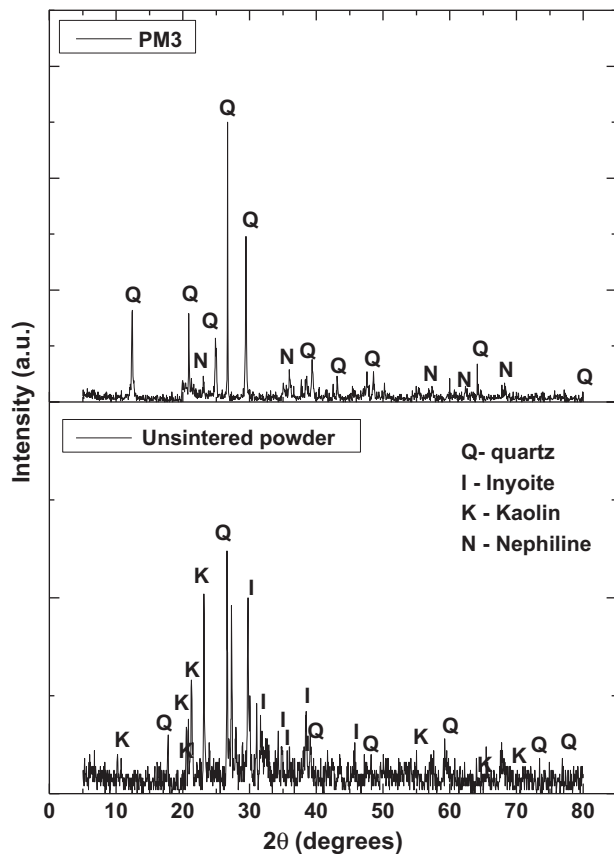 PM3
Q
Q
Q
Q
Q
N
N
Q
Q
Q
Q
N
N
N
Q
Intensity (a.u.)
Unsintered powder
Q- quartz
I - Inyoite
K - Kaolin
N - Nephiline
Q
K
I
K
K
K
K
Q
I
I
I
I
Q
I
Q
K
Q
K
K
Q
Q
0 10 20 30 40 50 60 70 80
2θ (degrees)